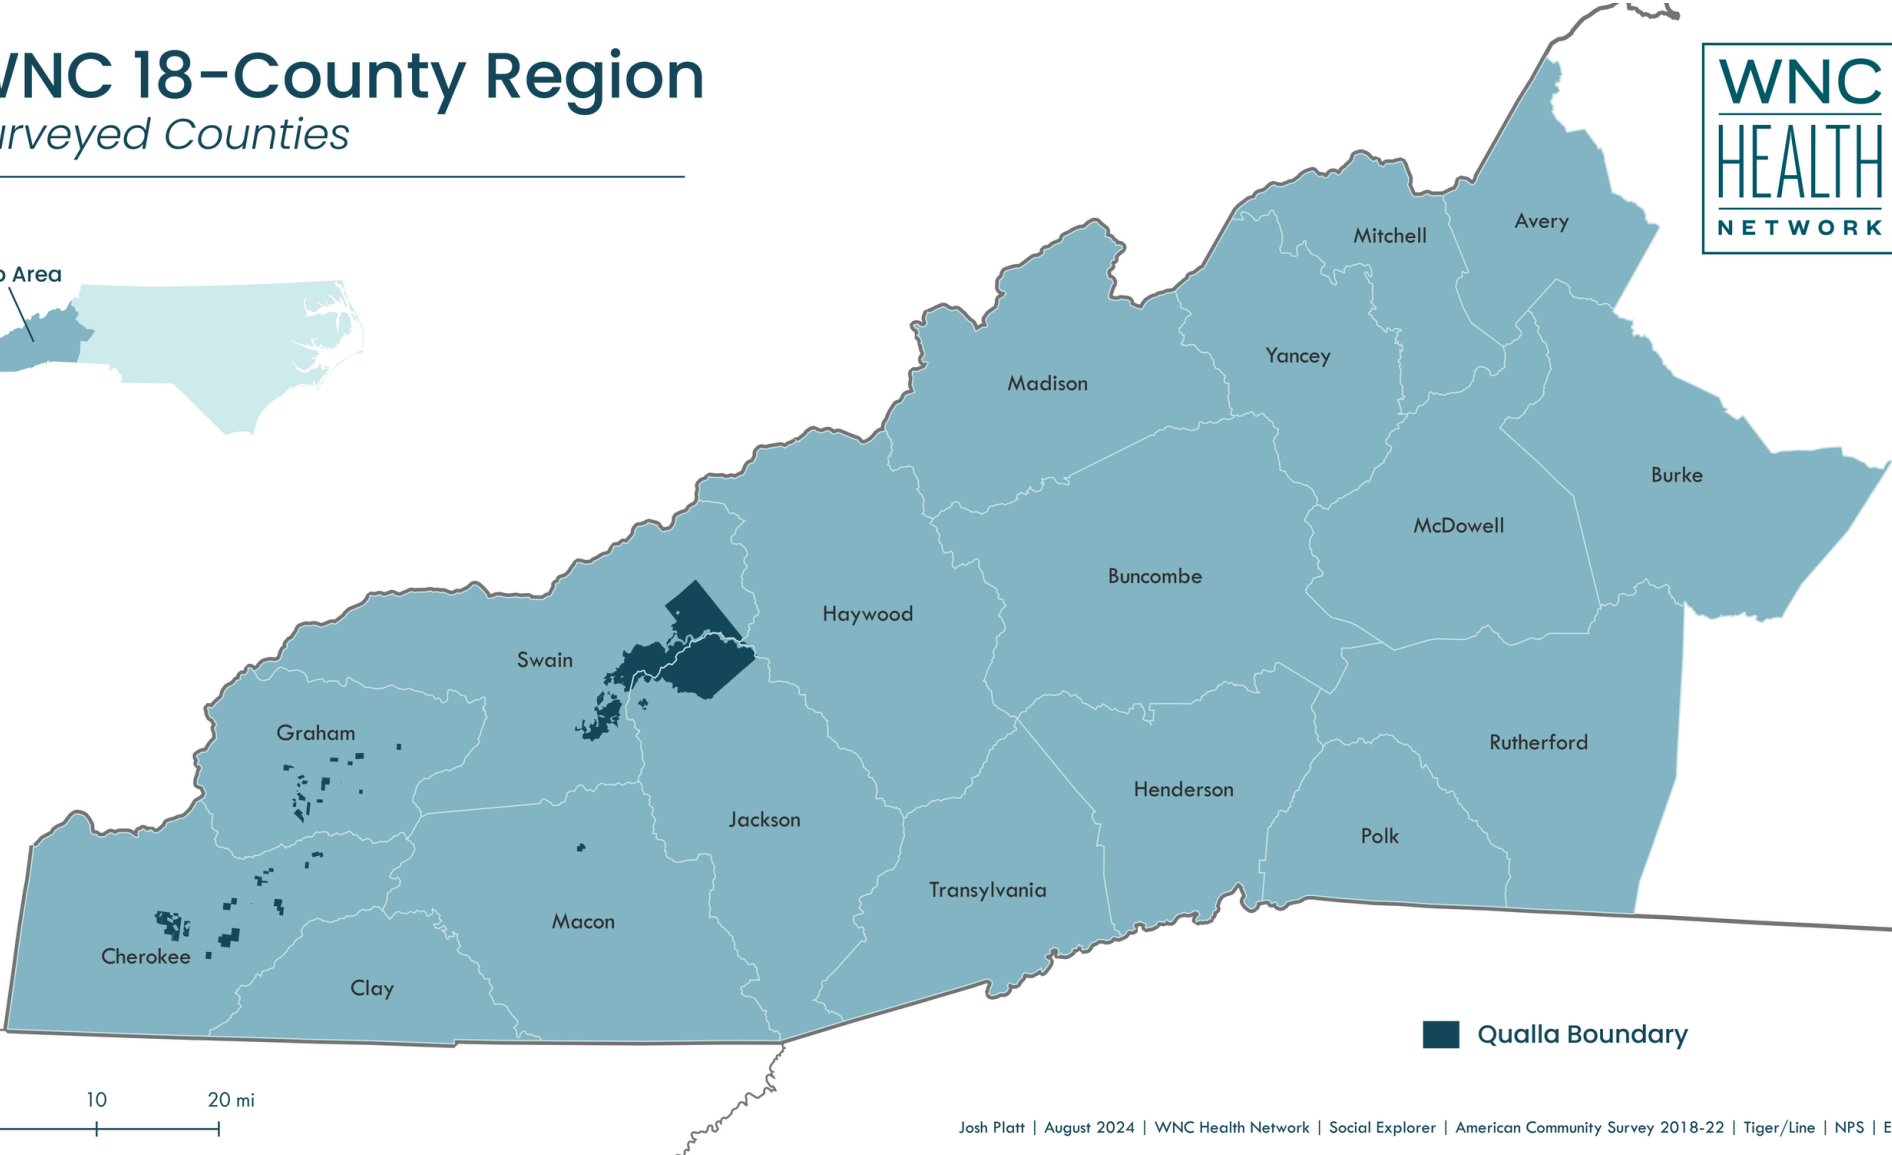 WNC 18-County Region
urveyed Counties
WNC
HEALTH
NETWORK
Area
Avery
Mitchell
Yancey
Madison
Burke
McDowell
Buncombe
Haywood
Swain
Graham
Rutherford
Henderson
Jackson
Polk
Transylvania
Macon
Cherokee
Clay
Qualla Boundary
10 20 mi
Josh Platt | August 2024 | WNC Health Network | Social Explorer | American Community Survey 2018-22 | Tiger/Line | NPS | E